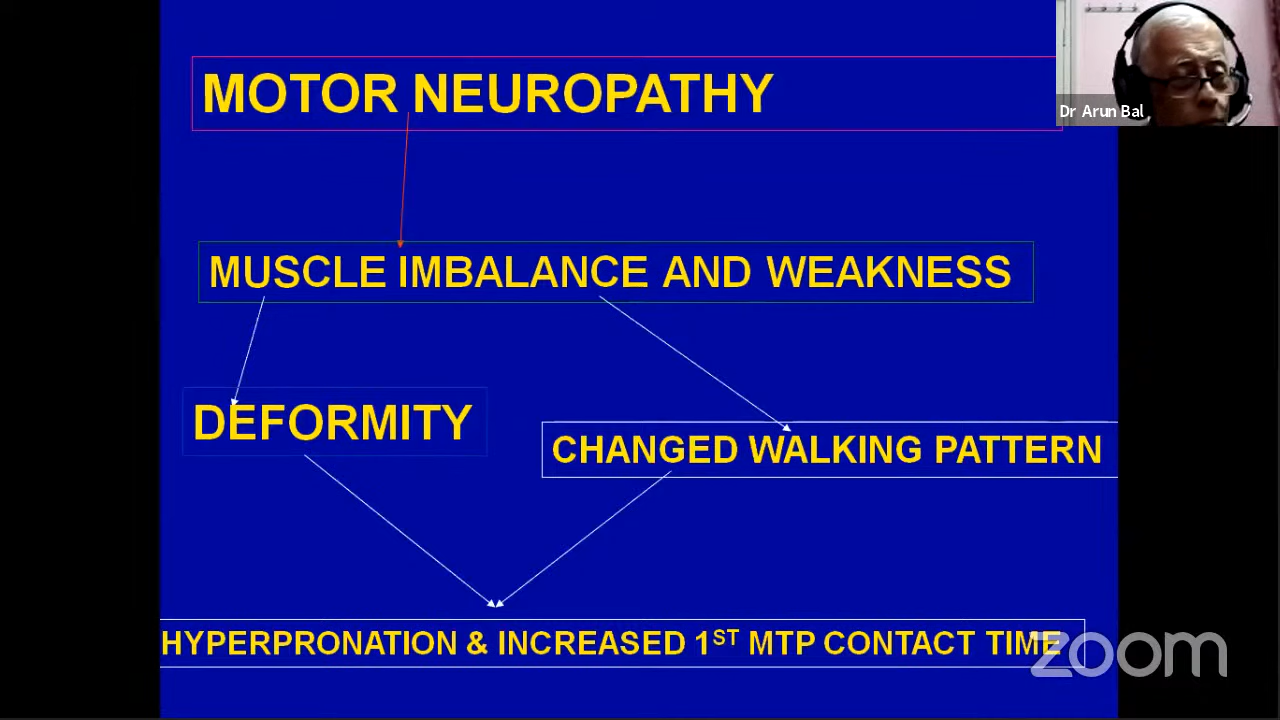 MOTOR NEUROPATHY
Dr Arun Bal
MUSCLE IMBALANCE AND WEAKNESS
DEFORMITY
CHANGED WALKING PATTERN
HYPERPRONATION & INCREASED 1ST MTP CONTACT TIME
zoom